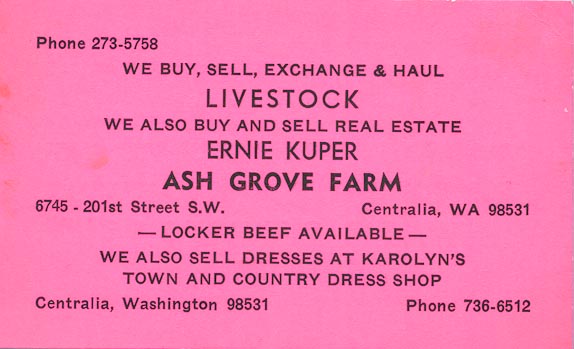 Phone 273-5758
WE BUY, SELL, EXCHANGE & HAUL
LIVESTOCK
WE ALSO BUY AND SELL REAL ESTATE
ERNIE KUPER
ASH GROVE FARM
6745 - 201st Street S.W. Centralia, WA 98531
— LOCKER BEEF AVAILABLE —
WE ALSO SELL DRESSES AT KAROLYN'S
TOWN AND COUNTRY DRESS SHOP
Centralia, Washington 98531 Phone 736-6512